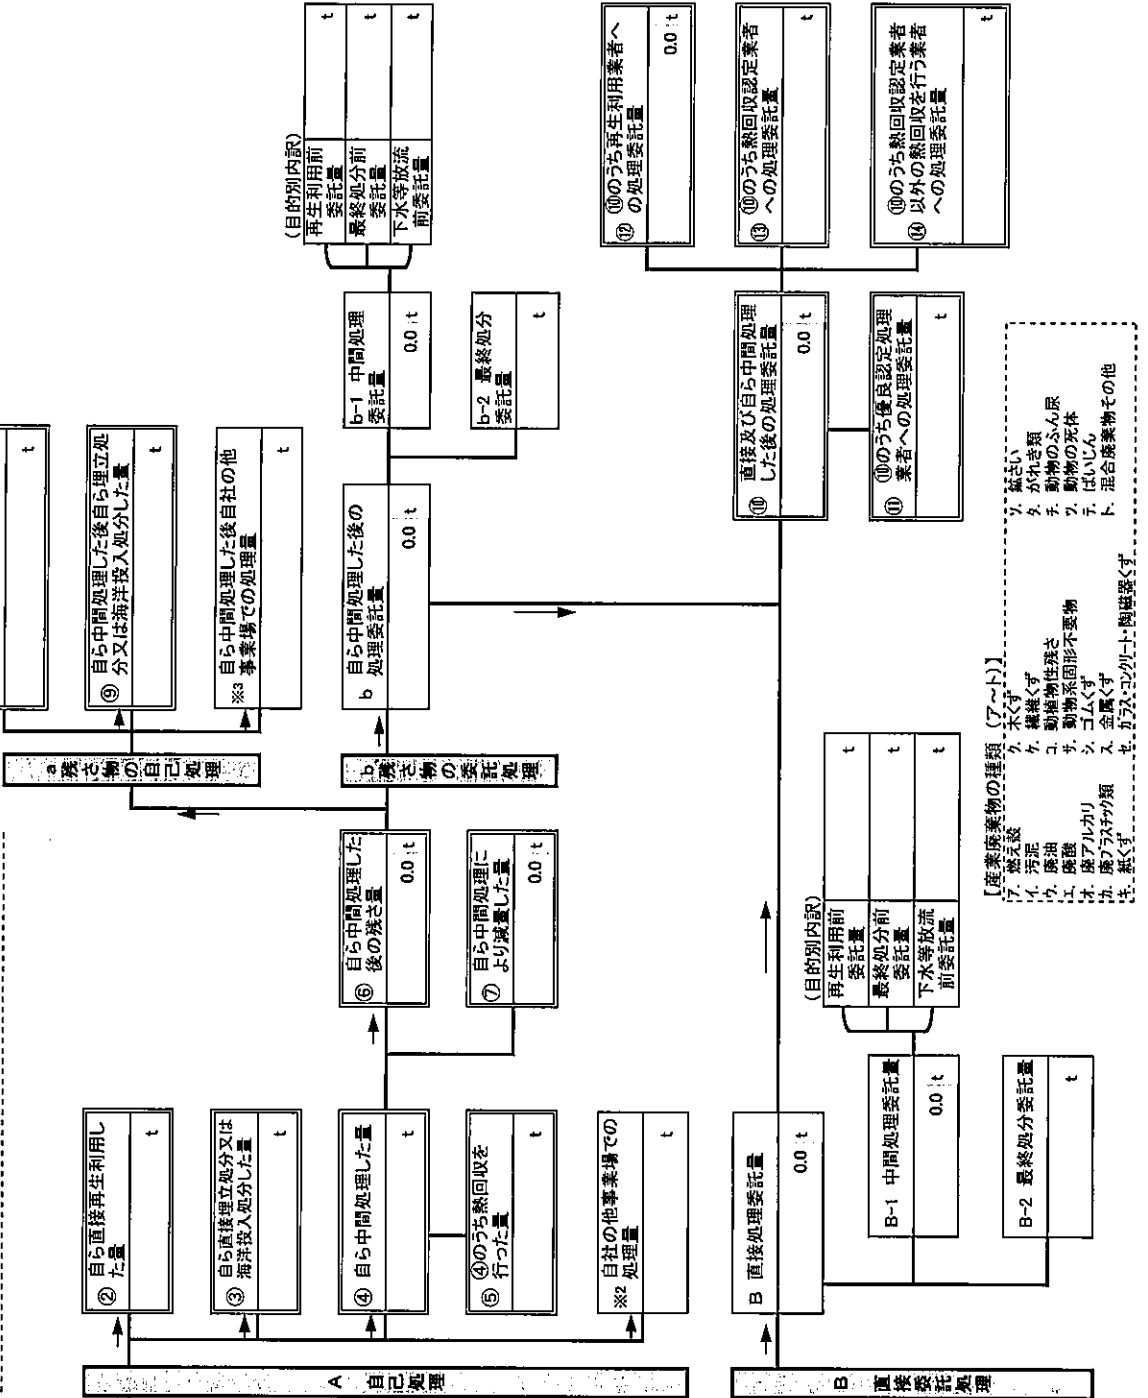 A 自己処理
② 自ら直接再生利用し
た量
t
③ 自ら直接埋立処分又は
海洋投入処分した量
t
④ 自ら中間処理した量
t
⑤ ④のうち熱回収を
行った量
t
※2 自社の他事業場での
処理量
t
⑥ 自ら中間処理した
後の残さ量
0.0 t
⑦ 自ら中間処理に
より減量した量
0.0 t
a 残さ物の自己処理
t
⑨ 自ら中間処理した後自ら埋立処
分又は海洋投入処分した量
t
※3 自ら中間処理した後自社の他
事業場での処理量
t
b 残さ物の委託処理
b 自ら中間処理した後の
処理委託量
0.0 t
b-1 中間処理
委託量
0.0 t
b-2 最終処分
委託量
t
(目的別内訳)
再生利用前
委託量
t
最終処分前
委託量
t
下水等放流
前委託量
t
B 直接委託処理
B 直接処理委託量
0.0 t
B-1 中間処理委託量
0.0 t
B-2 最終処分委託量
t
(目的別内訳)
再生利用前
委託量
t
最終処分前
委託量
t
下水等放流
前委託量
t
⑩ 直接及び自ら中間処理
した後の処理委託量
0.0 t
⑪ ⑩のうち優良認定処理
業者への処理委託量
t
⑫ ⑩のうち再生利用業者へ
の処理委託量
0.0 t
⑬ ⑩のうち熱回収認定業者
への処理委託量
t
⑭ ⑩のうち熱回収認定業者
以外の熱回収を行う業者
への処理委託量
t
【産業廃棄物の種類 (ア～ト)】
ア. 燃え殻
イ. 汚泥
ウ. 廃油
エ. 廃酸
オ. 廃アルカリ
カ. 廃プラスチック類
キ. 紙くず
ク. 木くず
ケ. 繊維くず
コ. 動植物性残さ
サ. 動物系固形不要物
シ. ゴムくず
ス. 金属くず
セ. ガラス・コンクリート・陶磁器くず
ソ. 鉱さい
タ. がれき類
チ. 動物のふん尿
ツ. 動物の死体
テ. ばいじん
ト. 混合廃棄物その他